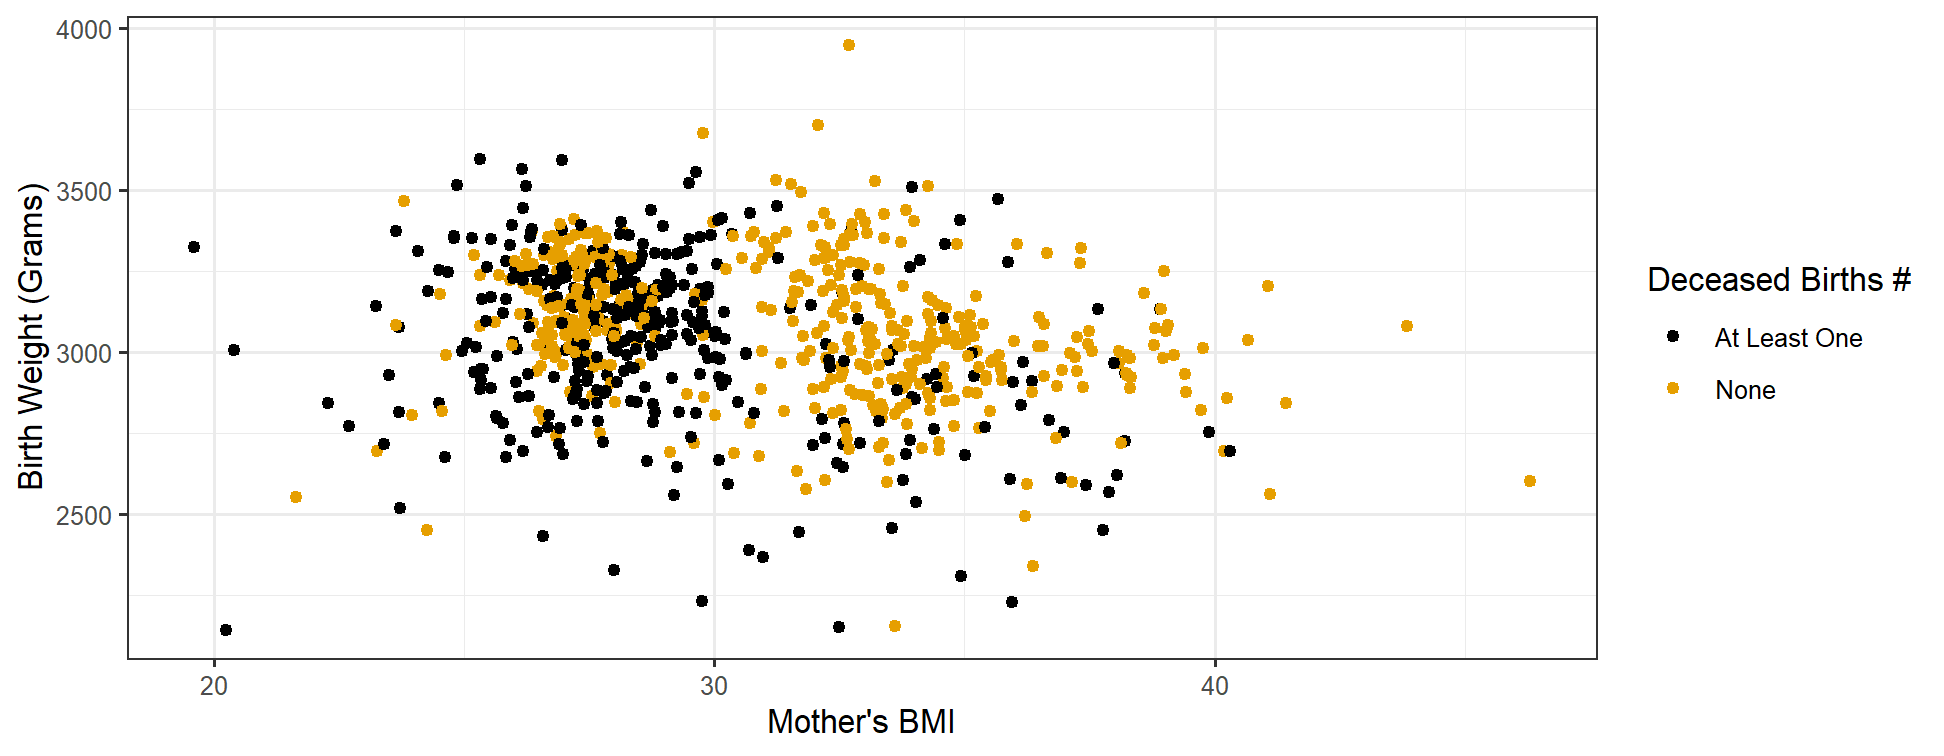 4000
3500
3000
2500
Birth Weight (Grams)
20
30
40
Mother's BMI
Deceased Births #
At Least One
None